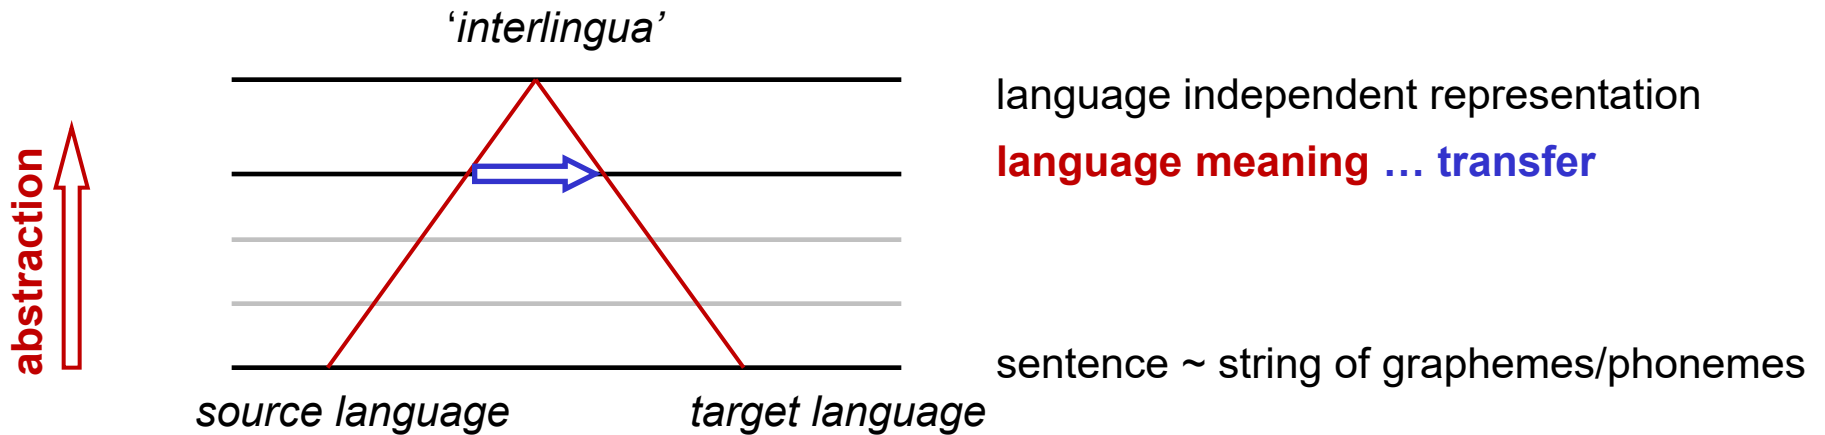 ‘interlingua’
language independent representation
language meaning … transfer
abstraction
sentence ~ string of graphemes/phonemes
source language
target language